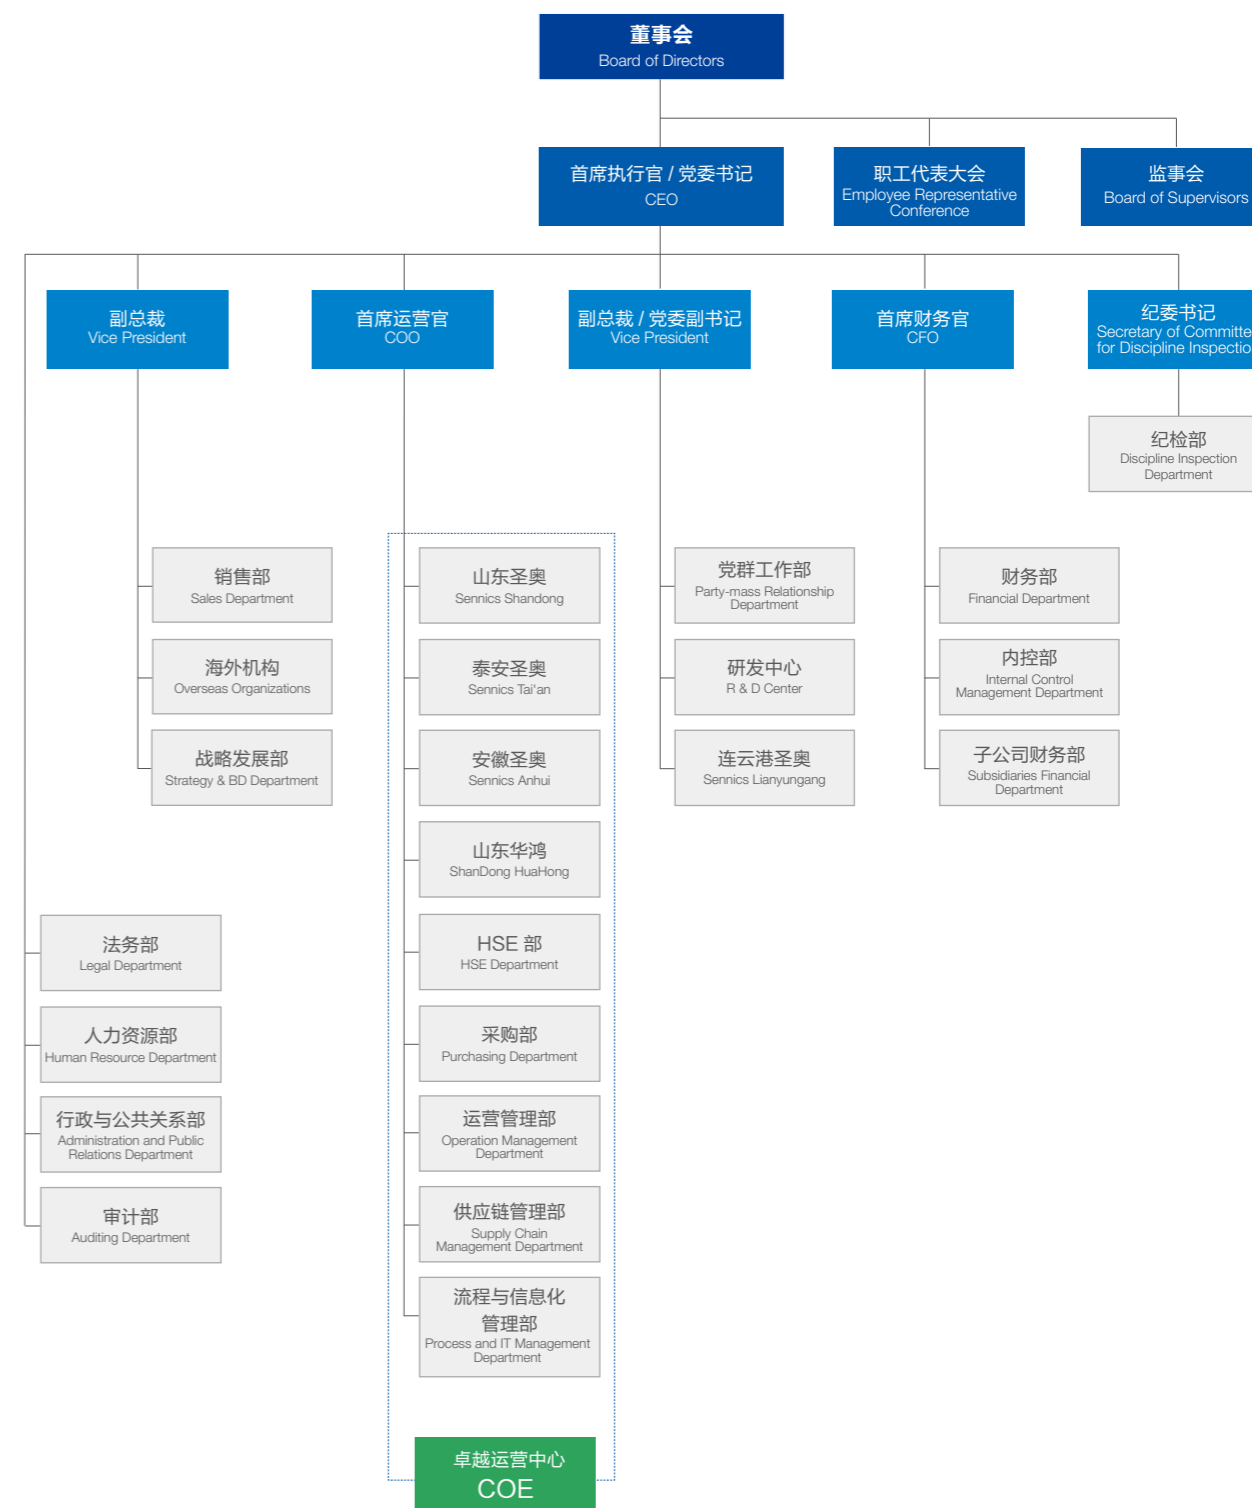 董事会
Board of Directors
首席执行官 / 党委书记
CEO
职工代表大会
Employee Representative
Conference
监事会
Board of Supervisors
副总裁
Vice President
首席运营官
COO
副总裁 / 党委副书记
Vice President
首席财务官
CFO
纪委书记
Secretary of Committe
for Discipline Inspectio
纪检部
Discipline Inspection
Department
销售部
Sales Department
海外机构
Overseas Organizations
战略发展部
Strategy & BD Department
山东圣奥
Sennics Shandong
泰安圣奥
Sennics Tai'an
安徽圣奥
Sennics Anhui
山东华鸿
ShanDong HuaHong
HSE 部
HSE Department
采购部
Purchasing Department
运营管理部
Operation Management
Department
供应链管理部
Supply Chain
Management Department
流程与信息化
管理部
Process and IT Management
Department
党群工作部
Party-mass Relationship
Department
研发中心
R & D Center
连云港圣奥
Sennics Lianyungang
财务部
Financial Department
内控部
Internal Control
Management Department
子公司财务部
Subsidiaries Financial
Department
法务部
Legal Department
人力资源部
Human Resource Department
行政与公共关系部
Administration and Public
Relations Department
审计部
Auditing Department
卓越运营中心
COE